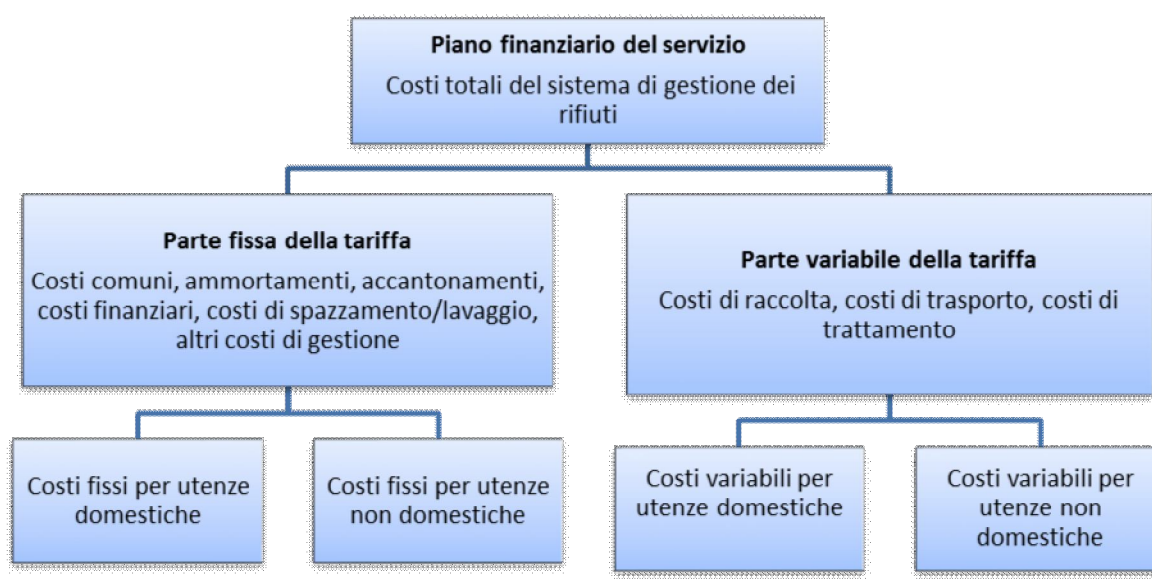 Piano finanziario del servizio
Costi totali del sistema di gestione dei
rifiuti
Parte fissa della tariffa
Costi comuni, ammortamenti, accantonamenti,
costi finanziari, costi di spazzamento/lavaggio,
altri costi di gestione
Parte variabile della tariffa
Costi di raccolta, costi di trasporto, costi di
trattamento
Costi fissi per utenze
domestiche
Costi fissi per utenze
non domestiche
Costi variabili per
utenze domestiche
Costi variabili per
utenze non
domestiche